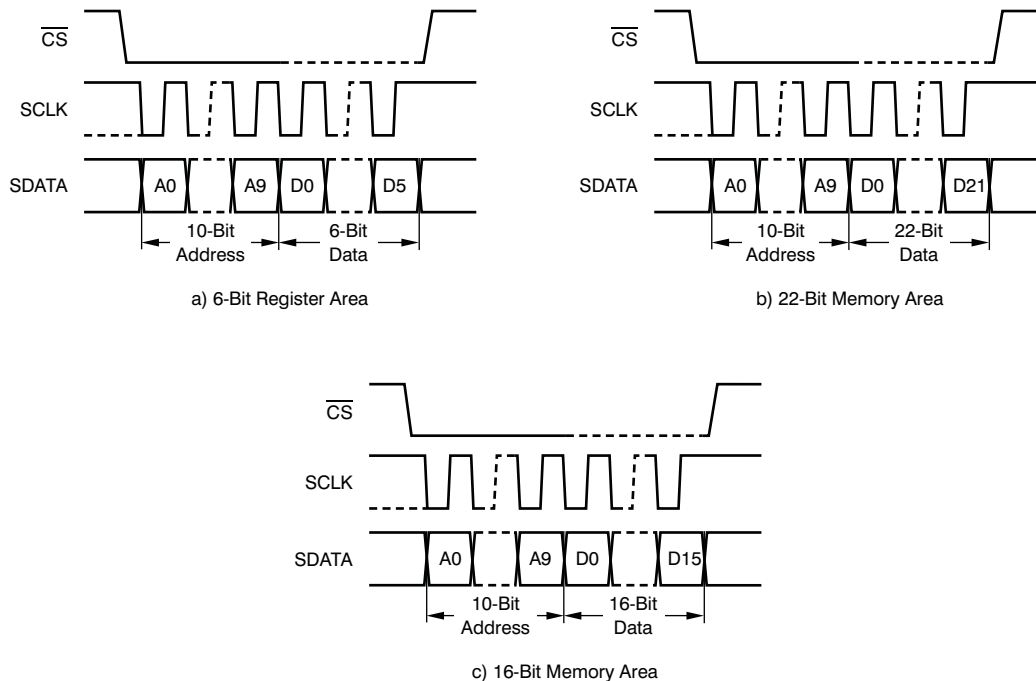 CS
SCLK
SDATA
A0 A9 D0 D5
10-Bit Address
6-Bit Data
a) 6-Bit Register Area
CS
SCLK
SDATA
A0 A9 D0 D21
10-Bit Address
22-Bit Data
b) 22-Bit Memory Area
CS
SCLK
SDATA
A0 A9 D0 D15
10-Bit Address
16-Bit Data
c) 16-Bit Memory Area